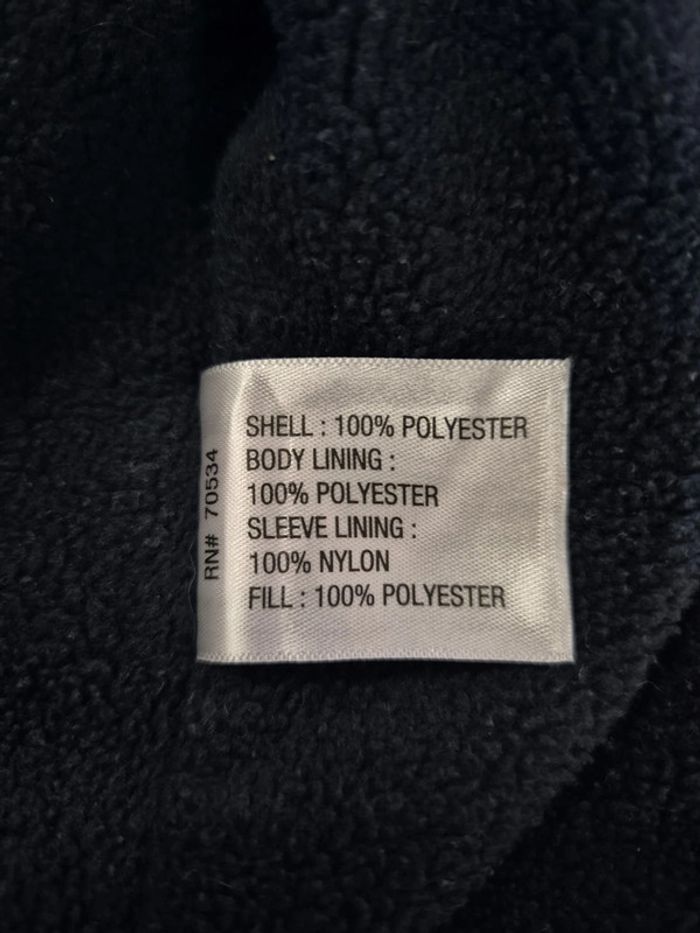 SHELL : 100% POLYESTER
BODY LINING :
100% POLYESTER
SLEEVE LINING :
100% NYLON
FILL : 100% POLYESTER
RN# 70534